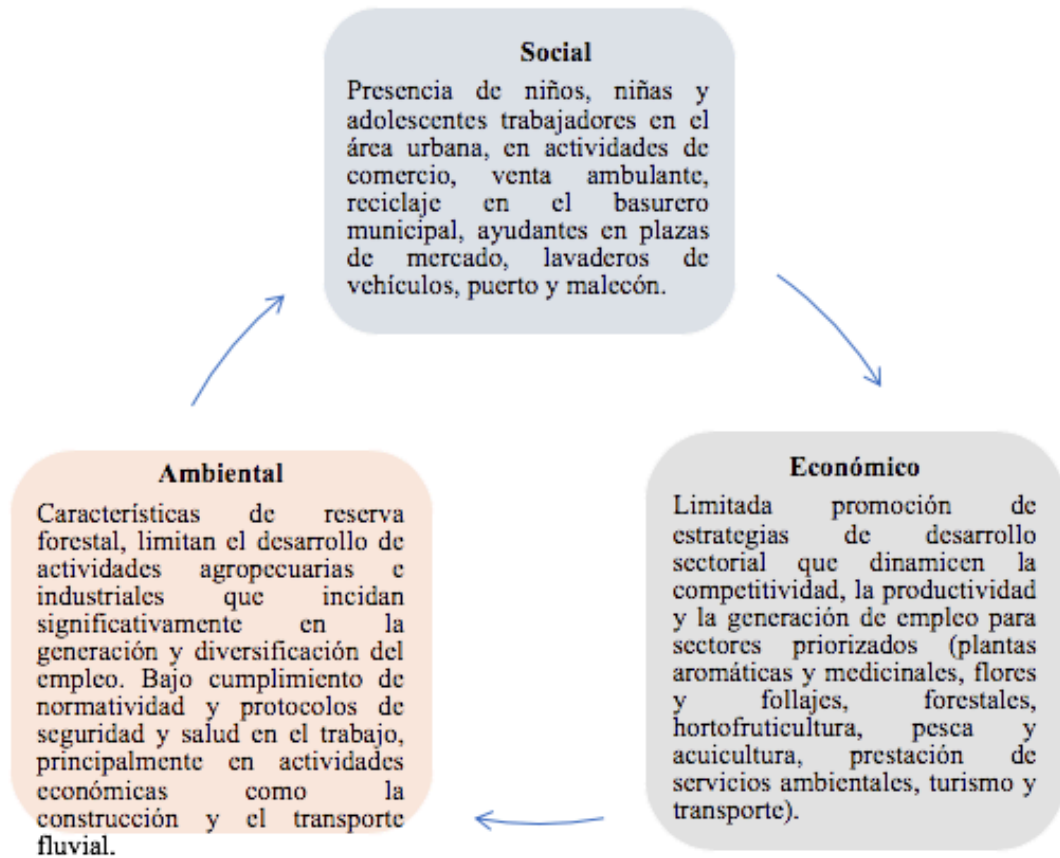 Social
Presencia de niños, niñas y
adolescentes trabajadores en el
área urbana, en actividades de
comercio, venta ambulante,
reciclaje en el basurero
municipal, ayudantes en plazas
de mercado, lavaderos de
vehículos, puerto y malecón.
Ambiental
Características de reserva
forestal, limitan el desarrollo de
actividades agropecuarias e
industriales que incidan
significativamente en la
generación y diversificación del
empleo. Bajo cumplimiento de
normatividad y protocolos de
seguridad y salud en el trabajo,
principalmente en actividades
económicas como la
construcción y el transporte
fluvial.
Económico
Limitada promoción de
estrategias de desarrollo
sectorial que dinamicen la
competitividad, la productividad
y la generación de empleo para
sectores priorizados (plantas
aromáticas y medicinales, flores
y follajes, forestales,
hortofruticultura, pesca y
acuicultura, prestación de
servicios ambientales, turismo y
transporte).